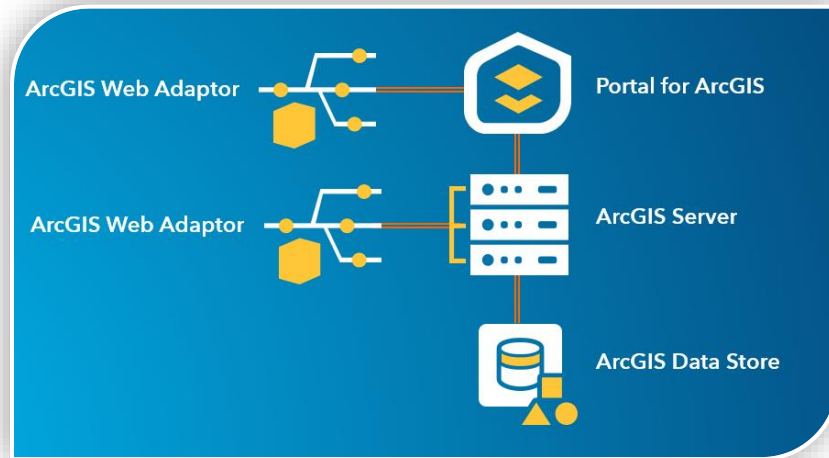 ArcGIS Web Adaptor
Portal for ArcGIS
ArcGIS Web Adaptor
ArcGIS Server
ArcGIS Data Store